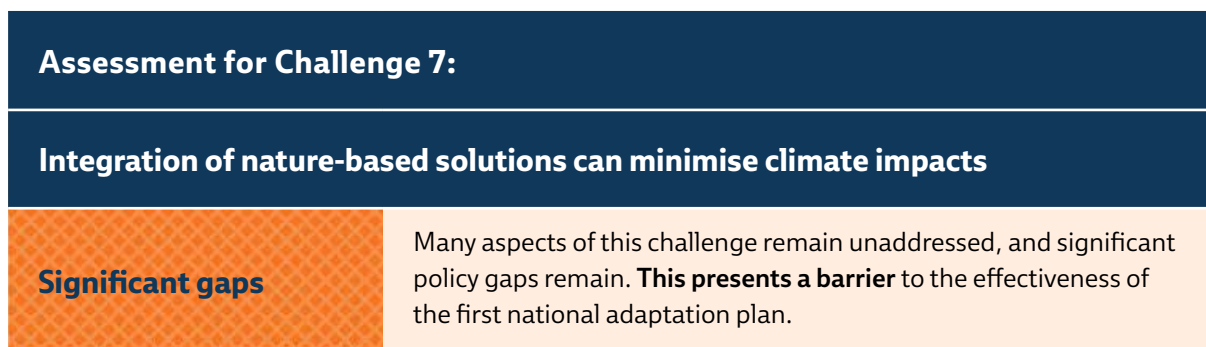 Assessment for Challenge 7:
Integration of nature-based solutions can minimise climate impacts
Significant gaps
Many aspects of this challenge remain unaddressed, and significant
policy gaps remain. This presents a barrier to the effectiveness of
the first national adaptation plan.